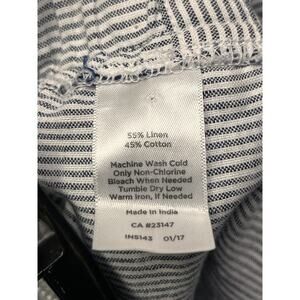 55% Linen
45% Cotton
Machine Wash Cold
Only Non-Chlorine
Bleach When Needed
Tumble Dry Low
Warm Iron, if Needed
Made In India
CA #23147
INS143 01/17